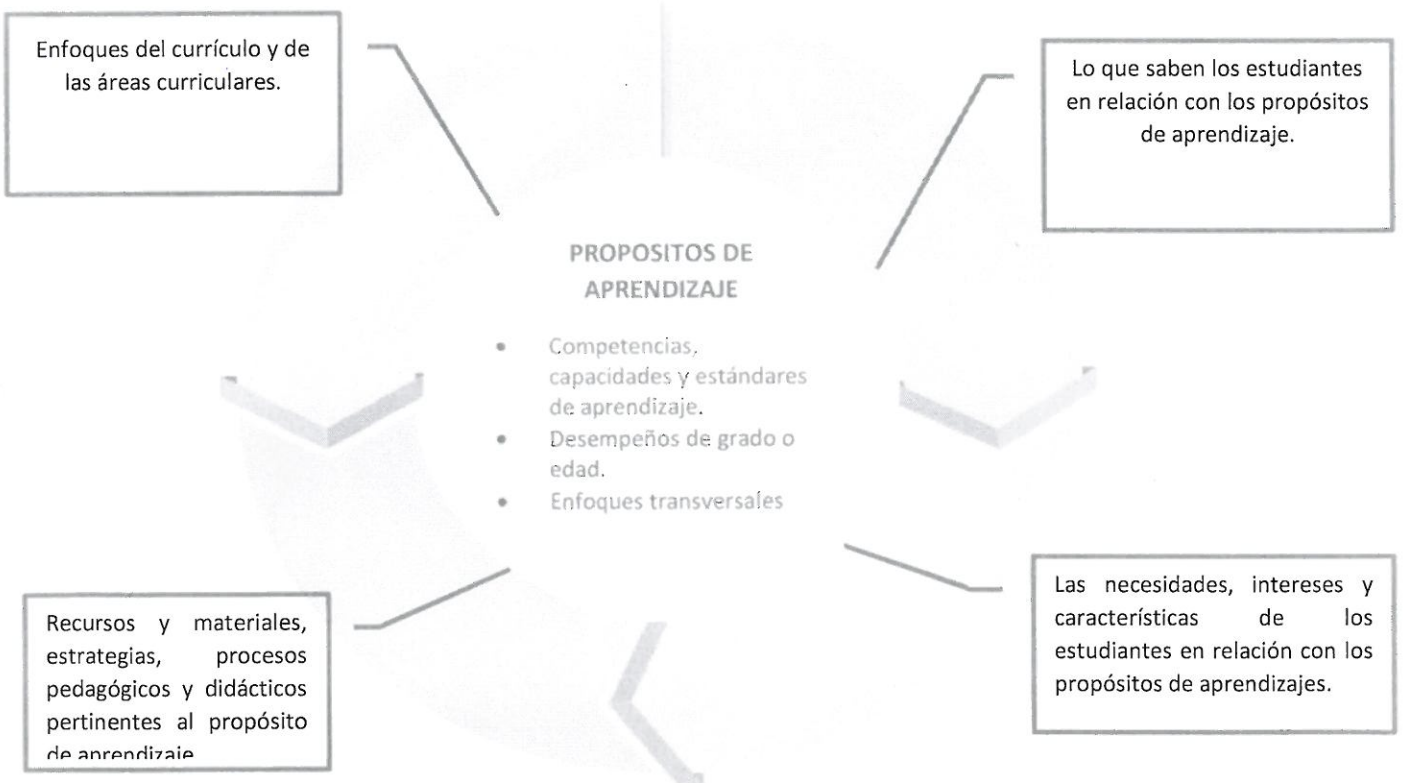 Enfoques del currículo y de
las áreas curriculares.
Lo que saben los estudiantes
en relación con los propósitos
de aprendizaje.
PROPOSITOS DE
APRENDIZAJE
• Competencias,
capacidades y estándares
de aprendizaje.
• Desempeños de grado o
edad.
• Enfoques transversales
Recursos y materiales,
estrategias, procesos
pedagógicos y didácticos
pertinentes al propósito
de aprendizaje
Las necesidades, intereses y
características de los
estudiantes en relación con los
propósitos de aprendizajes.